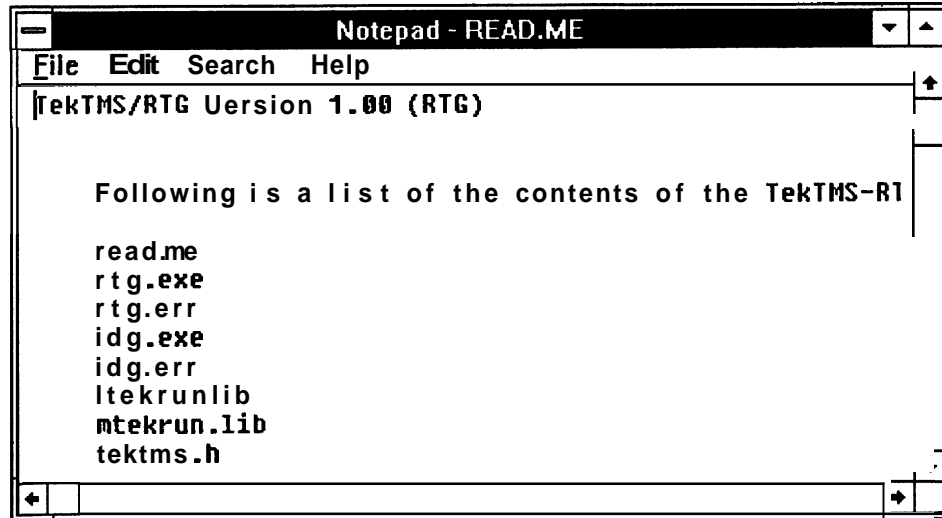 Notepad - READ.ME
File Edit Search Help
TekTMS/RTG Uersion 1.00 (RTG)
Following is a list of the contents of the TekTMS-RT
read.me
rtg.exe
rtg.err
idg.exe
idg.err
ltekrunlib
mtekrun.lib
tektms.h